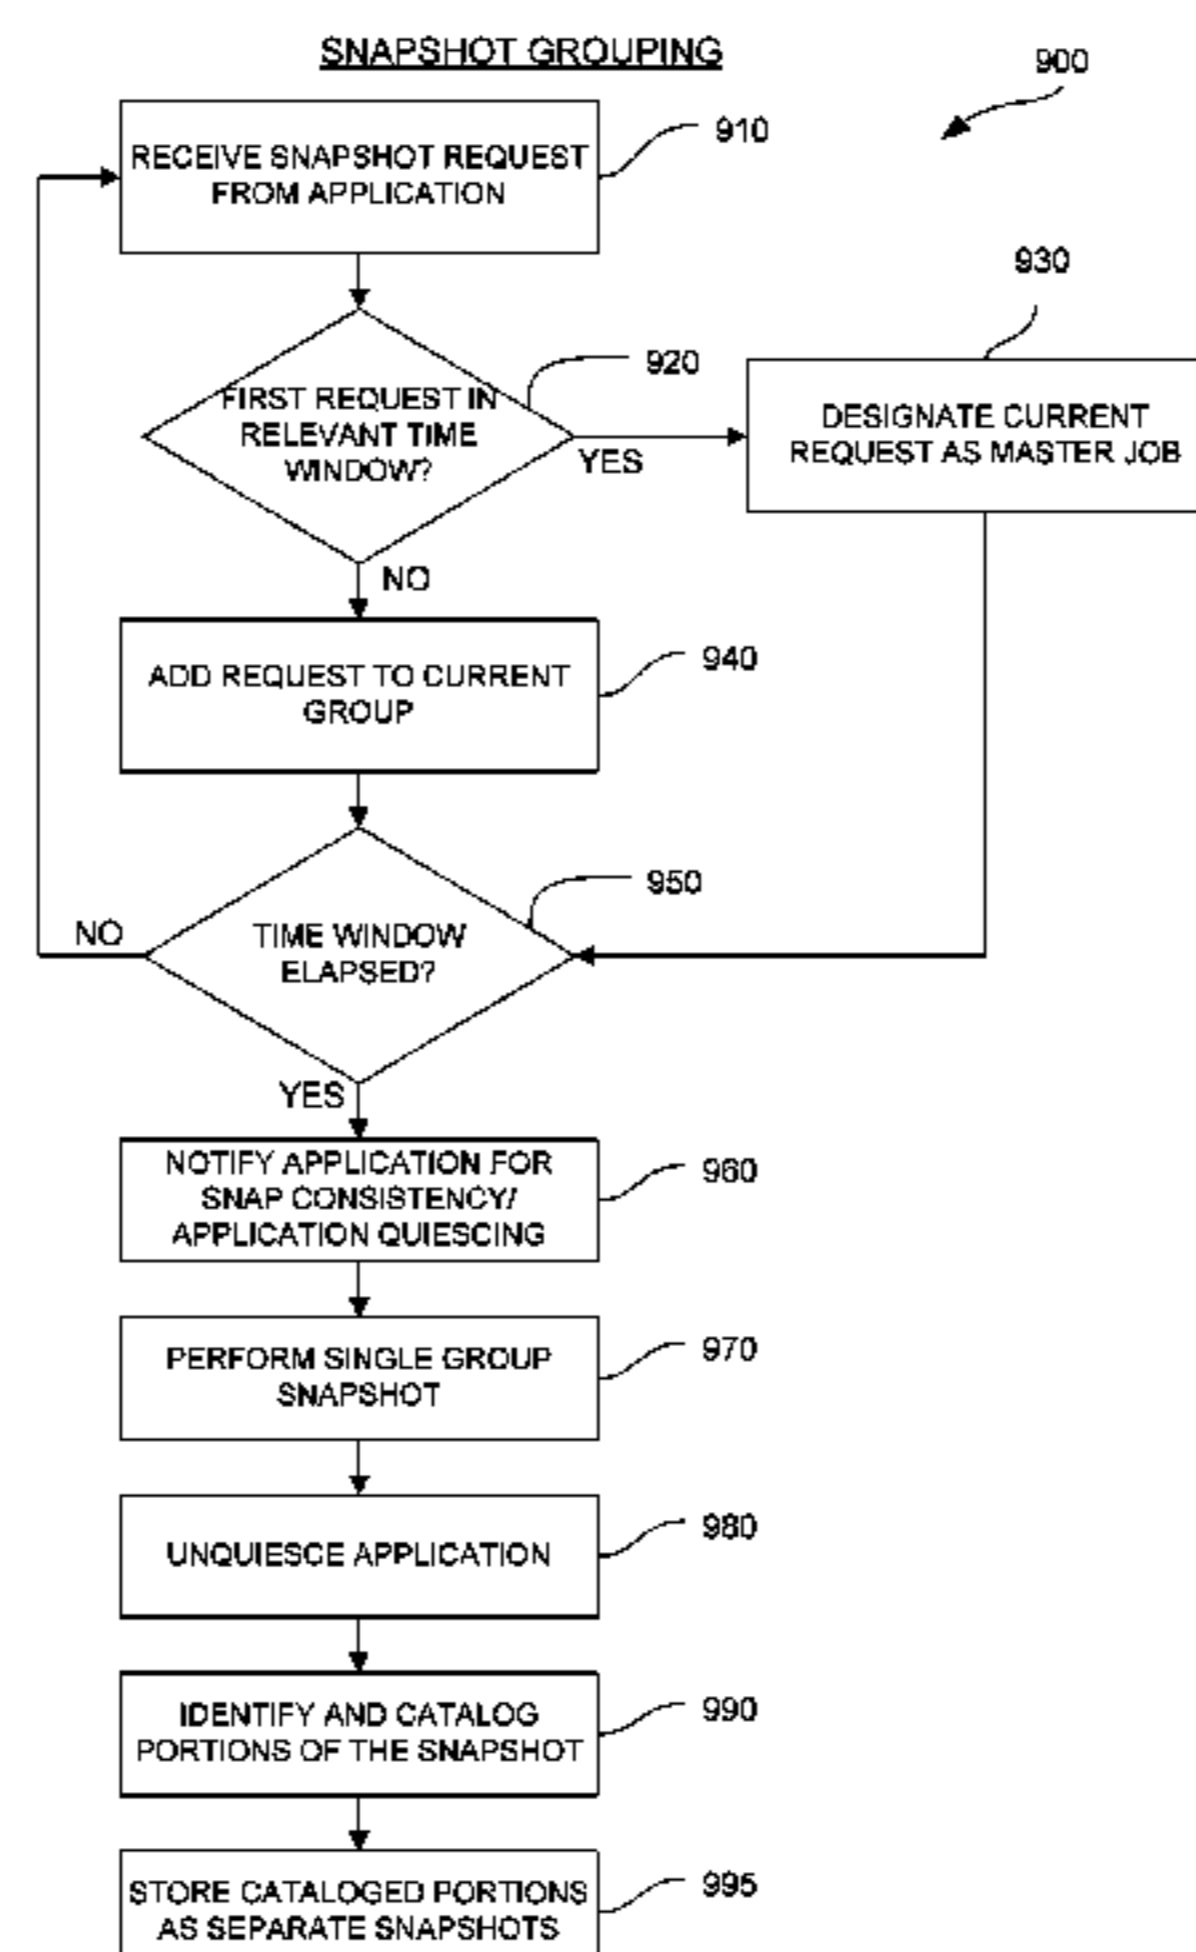 SNAPSHOT GROUPING
900
RECEIVE SNAPSHOT REQUEST
FROM APPLICATION
910
FIRST REQUEST IN
RELEVANT TIME
WINDOW?
920
YES
930
DESIGNATE CURRENT
REQUEST AS MASTER JOB
NO
ADD REQUEST TO CURRENT
GROUP
940
TIME WINDOW
ELAPSED?
950
NO
YES
NOTIFY APPLICATION FOR
SNAP CONSISTENCY/
APPLICATION QUIESCING
960
PERFORM SINGLE GROUP
SNAPSHOT
970
UNQUIESCE APPLICATION
980
IDENTIFY AND CATALOG
PORTIONS OF THE SNAPSHOT
990
STORE CATALOGED PORTIONS
AS SEPARATE SNAPSHOTS
995